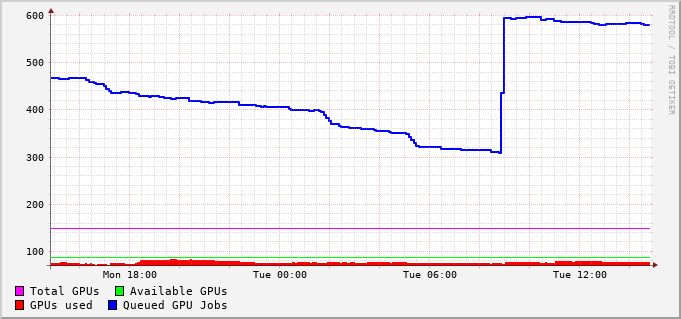 RRDTOOL / TOBI OETIKER
600
500
400
300
200
100
Mon 18:00 Tue 00:00 Tue 06:00 Tue 12:00
Total GPUs Available GPUs
GPUs used Queued GPU Jobs